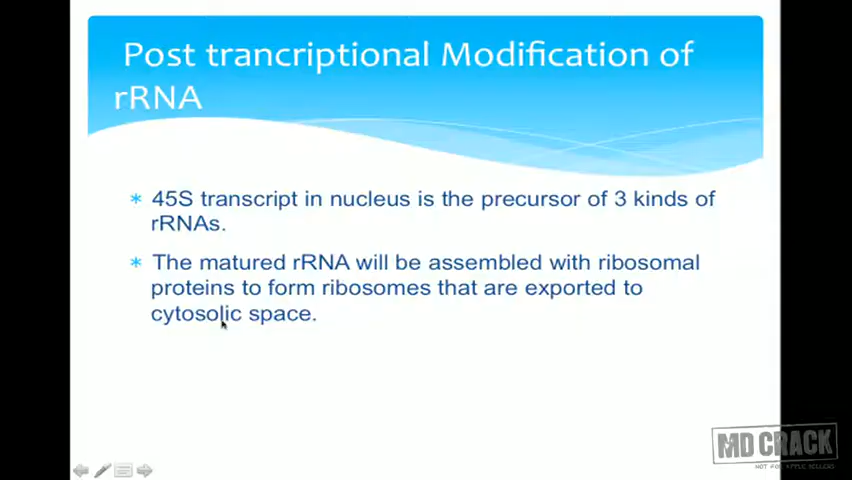 Post trancriptional Modification of
rRNA
45S transcript in nucleus is the precursor of 3 kinds of
rRNAs.
The matured rRNA will be assembled with ribosomal
proteins to form ribosomes that are exported to
cytosolic space.
MD CRACK